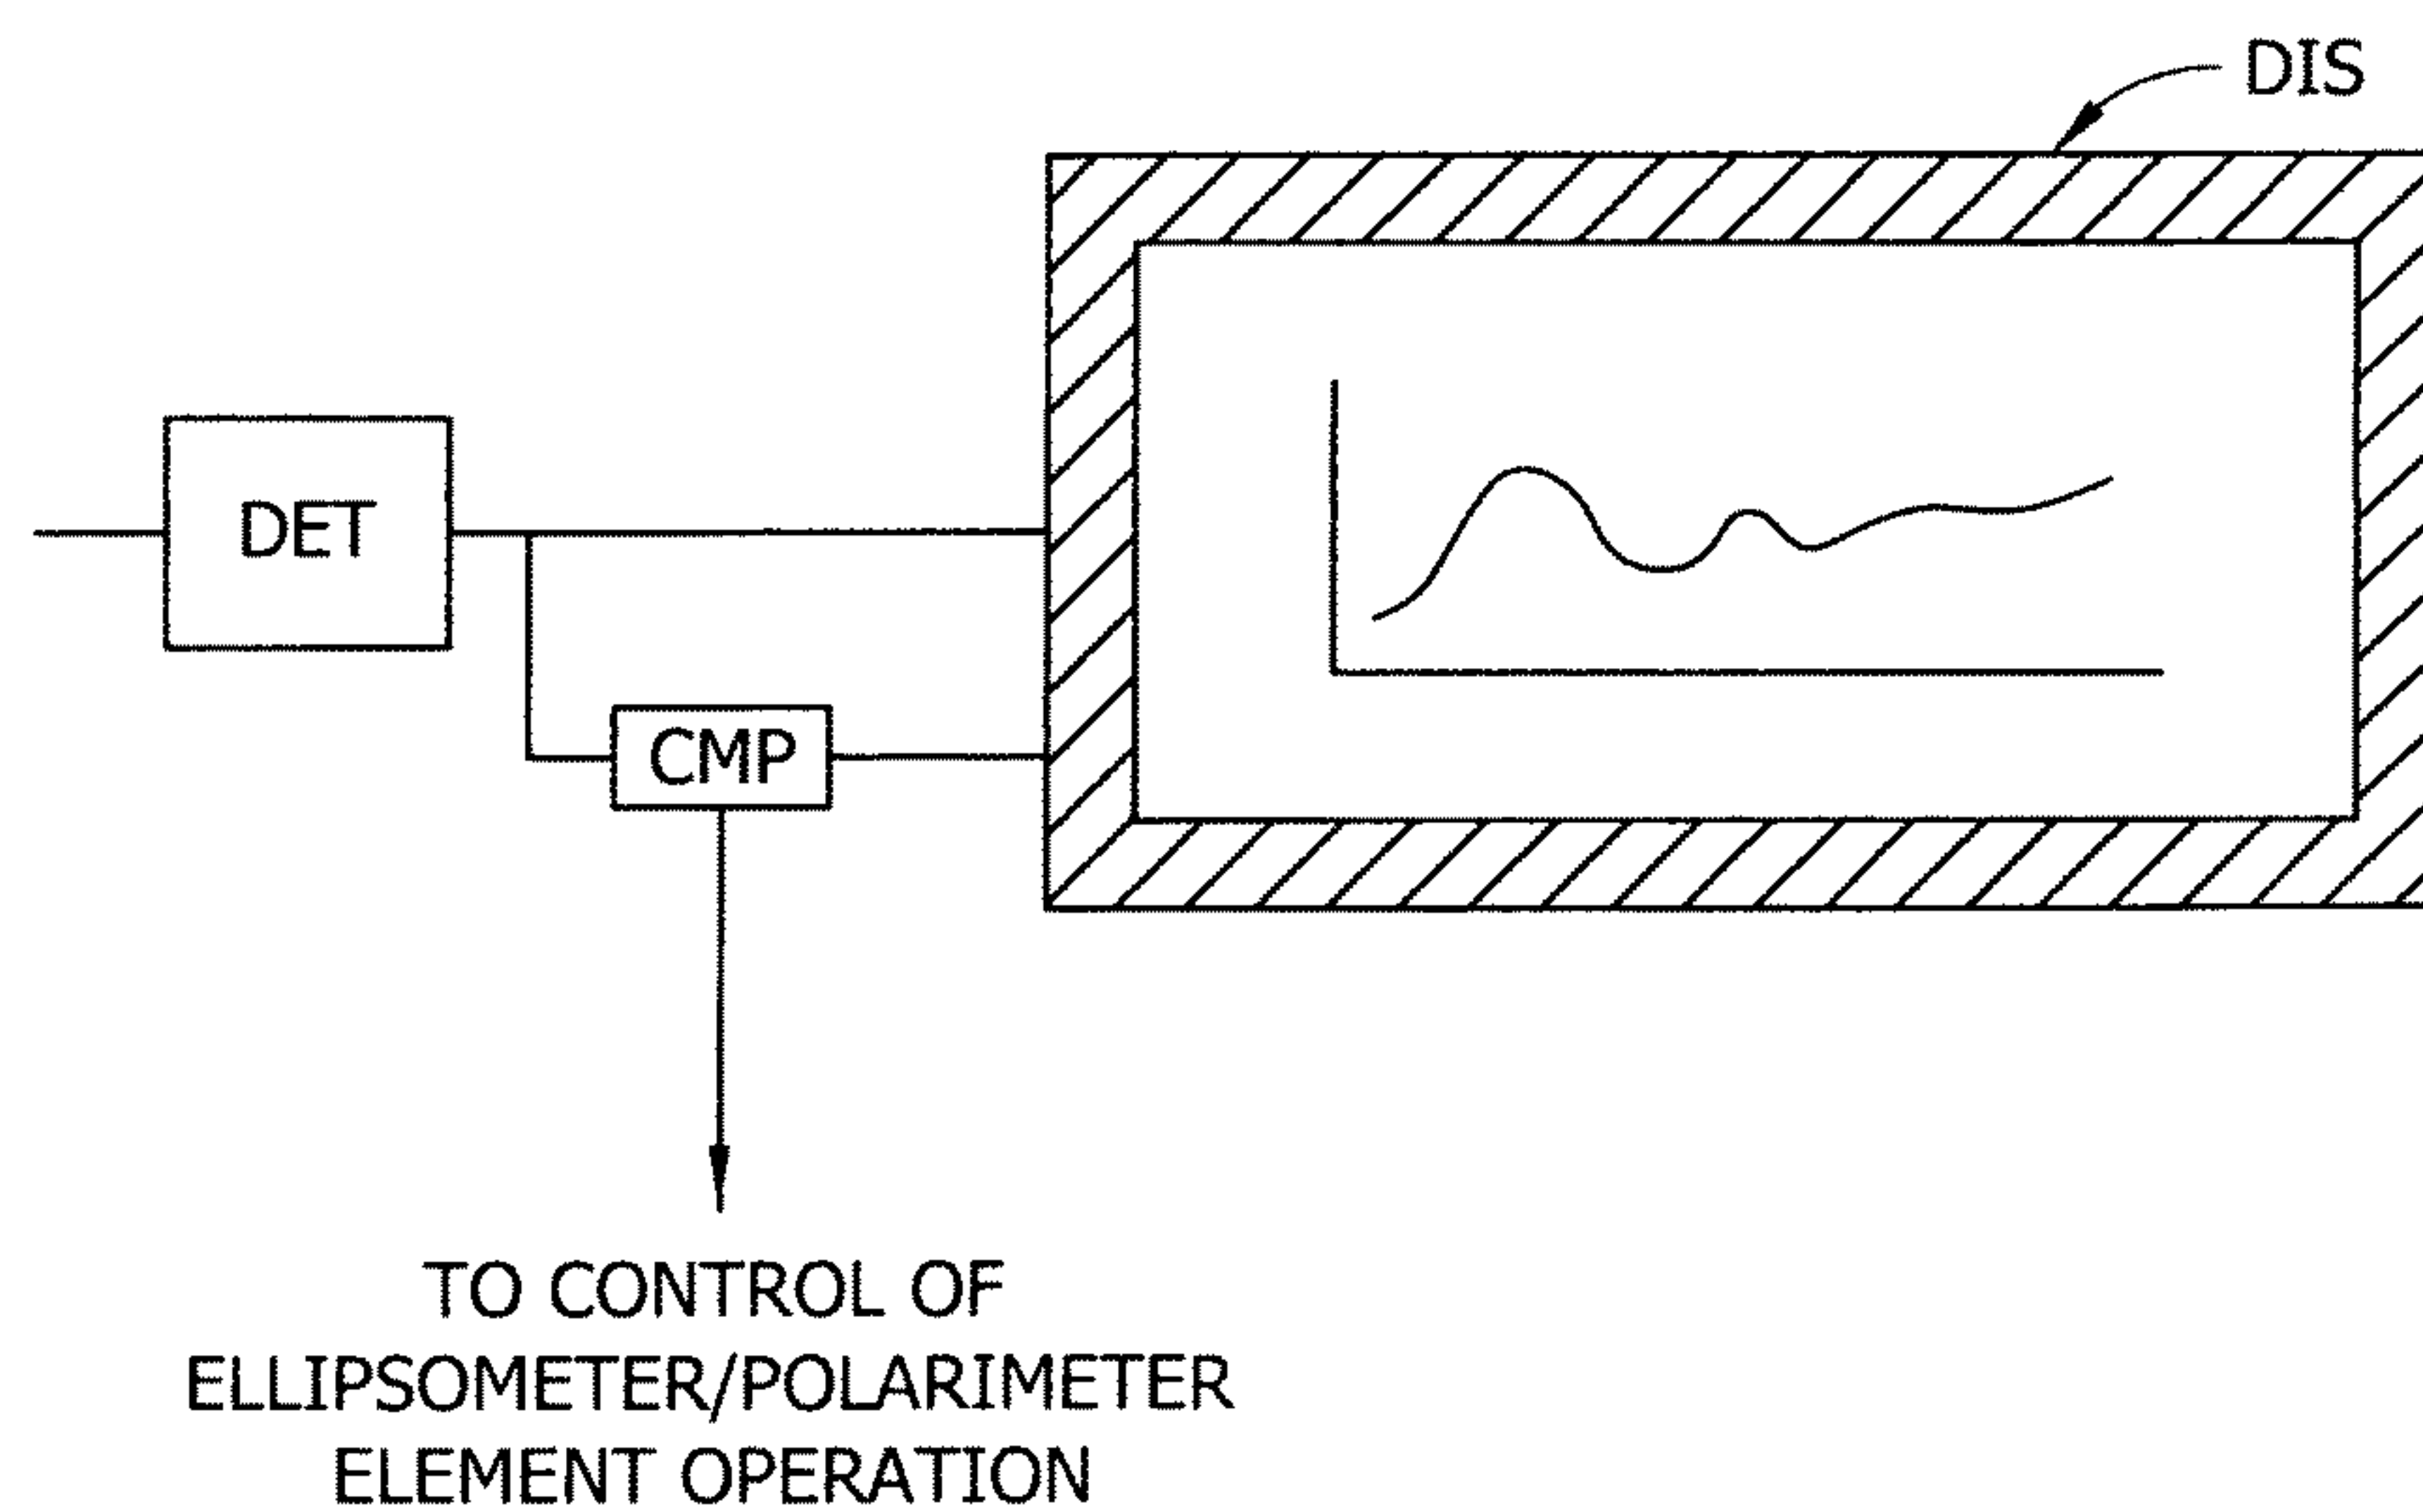 DIS
DET
CMP
TO CONTROL OF
ELLIPSOMETER/POLARIMETER
ELEMENT OPERATION